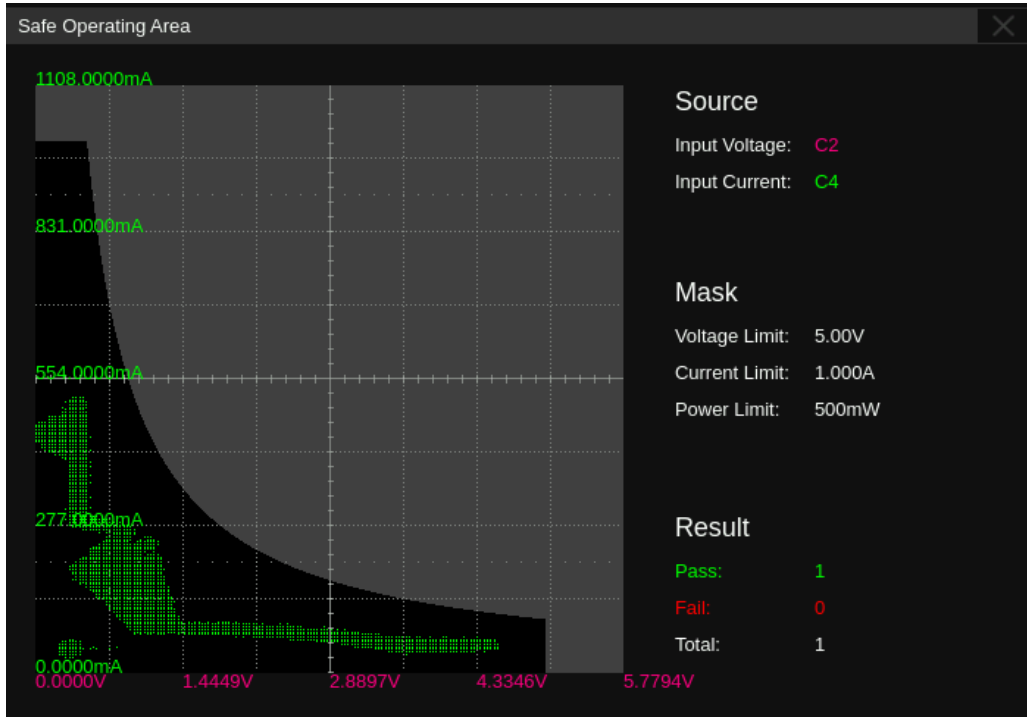 Safe Operating Area
1108.0000mA
831.0000mA
554.0000mA
277.0000mA
0.0000mA
0.0000V 1.4449V 2.8897V 4.3346V 5.7794V
Source
Input Voltage: C2
Input Current: C4
Mask
Voltage Limit: 5.00V
Current Limit: 1.000A
Power Limit: 500mW
Result
Pass: 1
Fail: 0
Total: 1